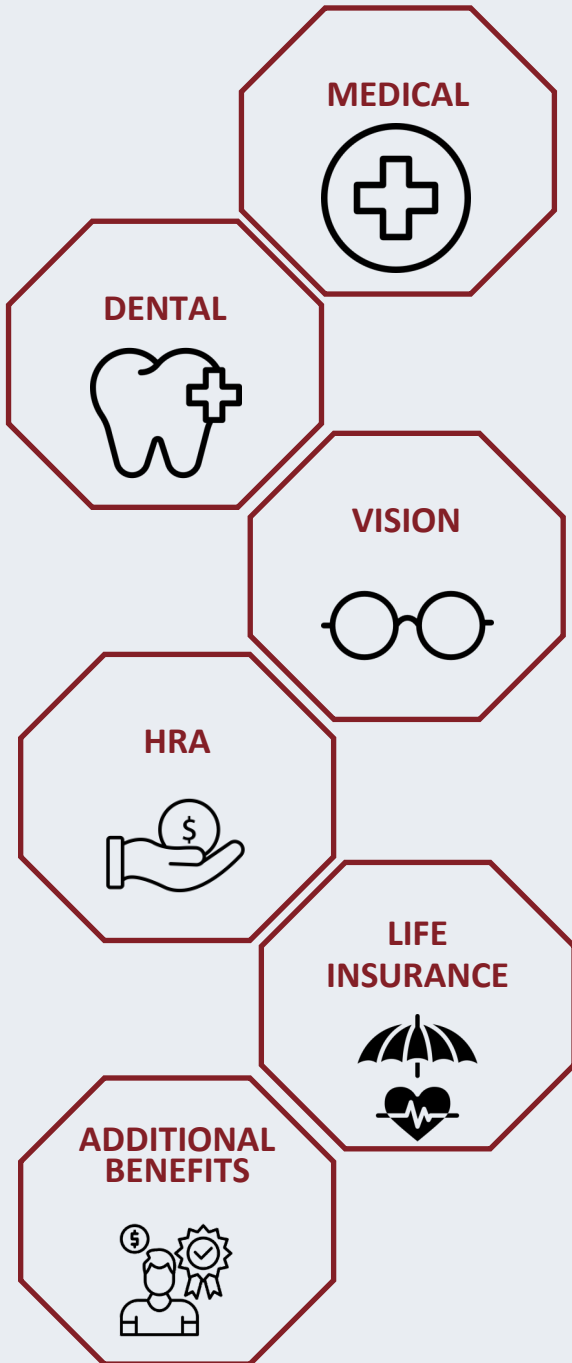 MEDICAL
DENTAL
VISION
HRA
$
LIFE
INSURANCE
ADDITIONAL
BENEFITS
$